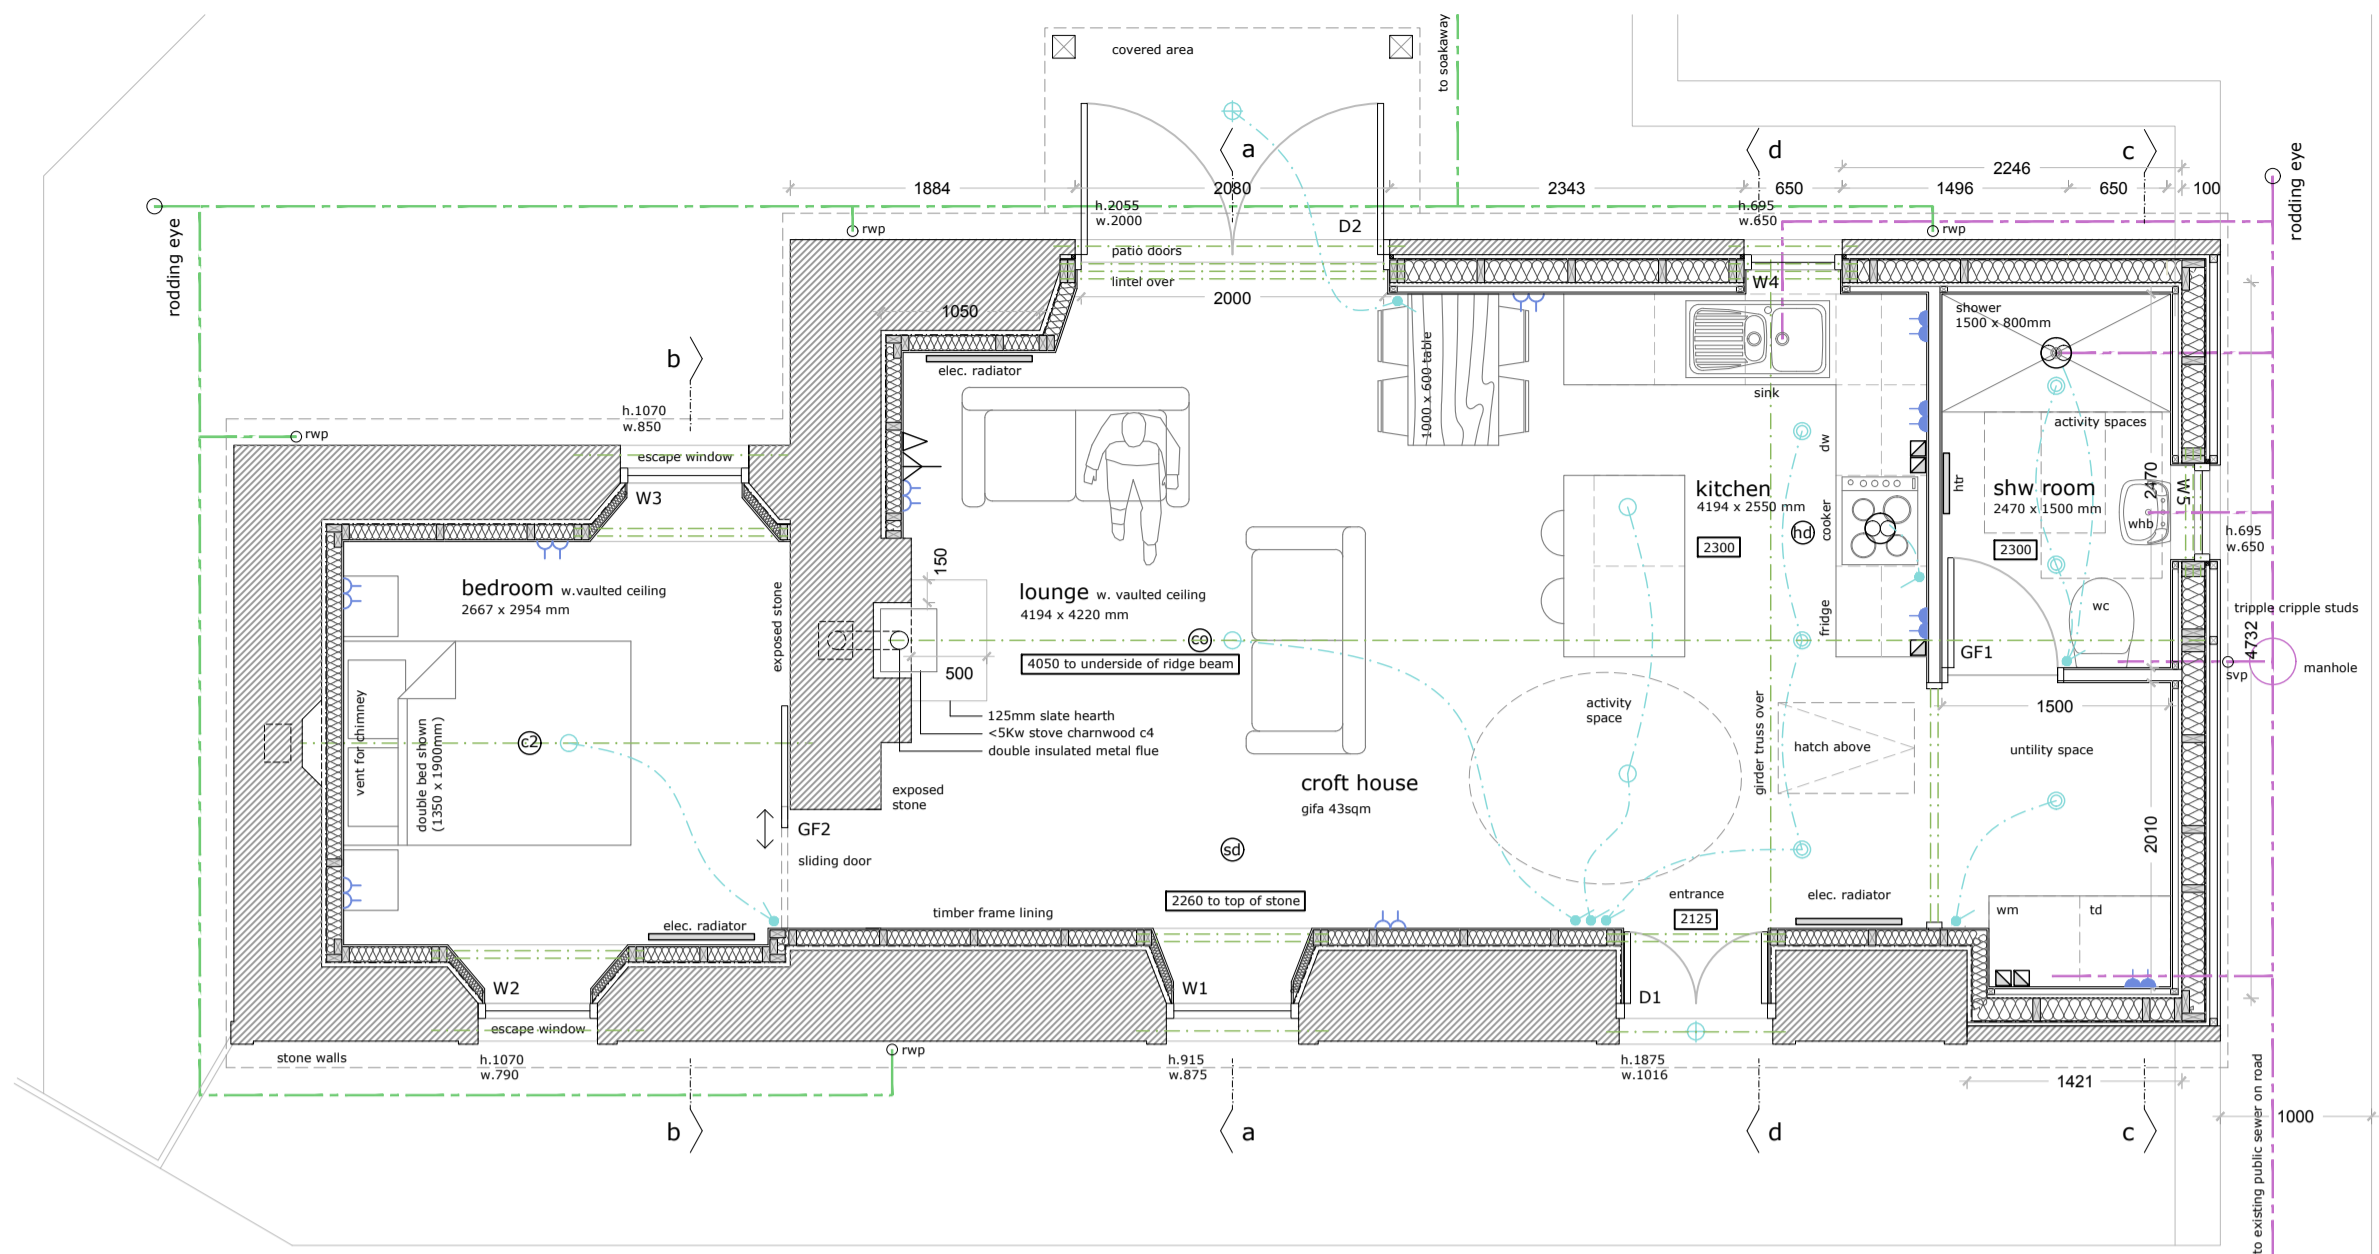 covered area
to soakaway
rodding eye
a
d
c
2246
1884
2080
2343
650
1496
650
100
h.2055
w.2000
h.695
w.650
D2
rwp
rwp
rodding eye
patio doors
lintel over
W4
2000
1050
shower
1500 x 800mm
b
elec. radiator
1000 x 600 table
sink
h.1070
w.850
rwp
escape window
W3
activity spaces
dw
kitchen
4194 x 2550 mm
2300
hd
cooker
htr
shw room
2470 x 1500 mm
2300
2470
W5
whb
h.695
w.650
150
bedroom w.vaulted ceiling
2667 x 2954 mm
exposed stone
lounge w. vaulted ceiling
4194 x 4220 mm
co
4050 to underside of ridge beam
500
fridge
GF1
wc
tripple cripple studs
4732
manhole
svp
125mm slate hearth
<5Kw stove charnwood c4
double insulated metal flue
vent for chimney
double bed shown
(1350 x 1900mm)
c2
activity
space
girder truss over
hatch above
1500
untility space
exposed
stone
croft house
gifa 43sqm
GF2
sliding door
sd
2010
2260 to top of stone
entrance
2125
elec. radiator
timber frame lining
elec. radiator
wm
td
W2
W1
D1
escape window
stone walls
h.1070
w.790
rwp
h.915
w.875
h.1875
w.1016
1421
1000
b
a
d
c
to existing public sewer on road